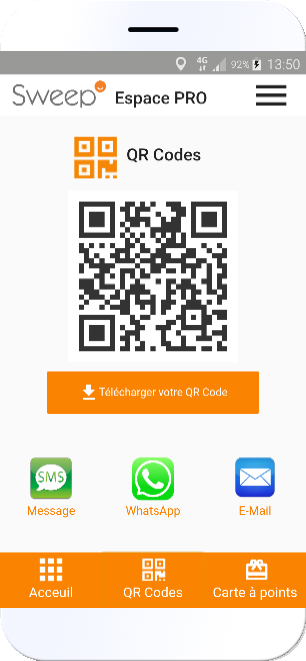 4G 92% 13:50
Sweep Espace PRO
QR Codes
Télécharger votre QR Code
SMS
Message WhatsApp E-Mail
Acceuil QR Codes Carte à points